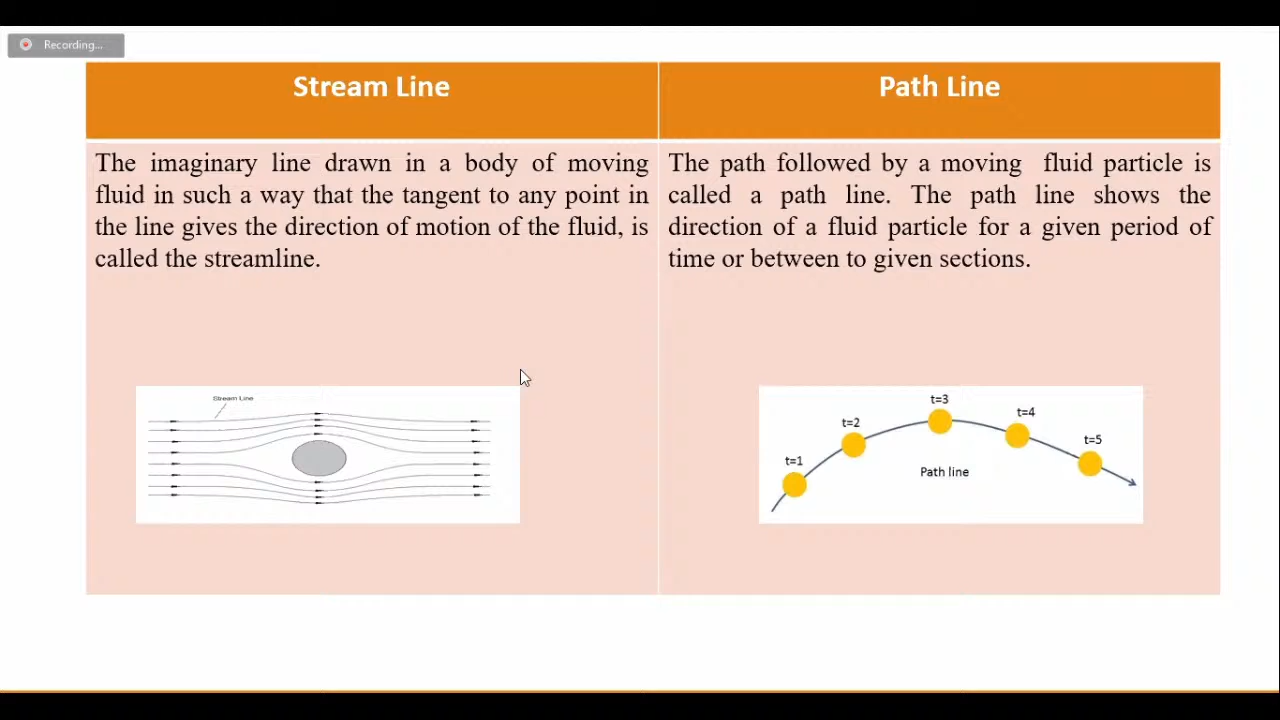 Recording...
Stream Line
Path Line
The imaginary line drawn in a body of moving
fluid in such a way that the tangent to any point in
the line gives the direction of motion of the fluid, is
called the streamline.
The path followed by a moving fluid particle is
called a path line. The path line shows the
direction of a fluid particle for a given period of
time or between to given sections.
Stream Line
t=1
t=2
t=3
t=4
t=5
Path line